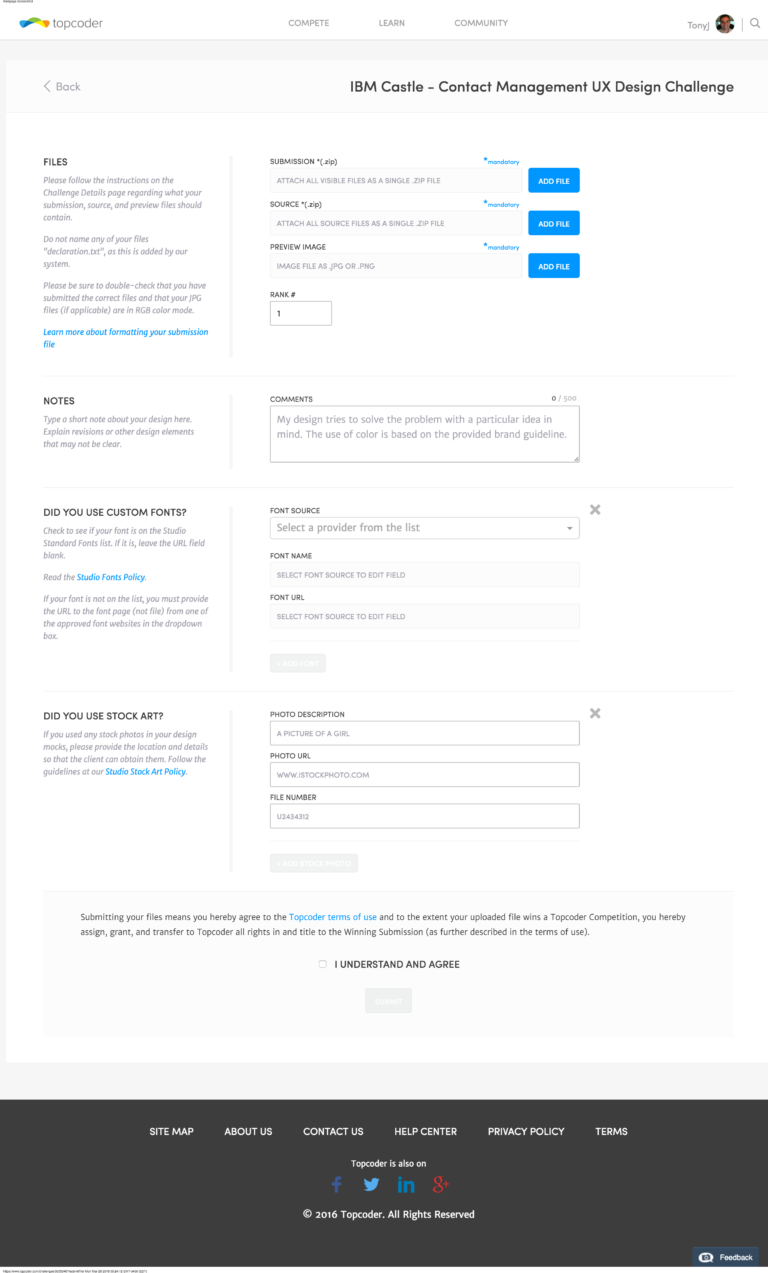 Webpage Screenshot
topcoder
COMPETE LEARN COMMUNITY
TonyJ
Back
IBM Castle - Contact Management UX Design Challenge
FILES
Please follow the instructions on the
Challenge Details page regarding what your
submission, source, and preview files should
contain.
Do not name any of your files
"declaration.txt", as this is added by our
system.
Please be sure to double-check that you have
submitted the correct files and that your JPG
files (if applicable) are in RGB color mode.
Learn more about formatting your submission
file
SUBMISSION *(.zip) *mandatory
ATTACH ALL VISIBLE FILES AS A SINGLE .ZIP FILE ADD FILE
SOURCE *(.zip) *mandatory
ATTACH ALL SOURCE FILES AS A SINGLE .ZIP FILE ADD FILE
PREVIEW IMAGE *mandatory
IMAGE FILE AS .JPG OR .PNG ADD FILE
RANK #
1
NOTES
Type a short note about your design here.
Explain revisions or other design elements
that may not be clear.
COMMENTS 0 / 500
My design tries to solve the problem with a particular idea in
mind. The use of color is based on the provided brand guideline.
DID YOU USE CUSTOM FONTS?
Check to see if your font is on the Studio
Standard Fonts list. If it is, leave the URL field
blank.
Read the Studio Fonts Policy.
If your font is not on the list, you must provide
the URL to the font page (not file) from one of
the approved font websites in the dropdown
box.
FONT SOURCE
Select a provider from the list
FONT NAME
SELECT FONT SOURCE TO EDIT FIELD
FONT URL
SELECT FONT SOURCE TO EDIT FIELD
+ ADD FONT
DID YOU USE STOCK ART?
If you used any stock photos in your design
mocks, please provide the location and details
so that the client can obtain them. Follow the
guidelines at our Studio Stock Art Policy.
PHOTO DESCRIPTION
A PICTURE OF A GIRL
PHOTO URL
WWW.ISTOCKPHOTO.COM
FILE NUMBER
U2434312
+ ADD STOCK PHOTO
Submitting your files means you hereby agree to the Topcoder terms of use and to the extent your uploaded file wins a Topcoder Competition, you hereby
assign, grant, and transfer to Topcoder all rights in and title to the Winning Submission (as further described in the terms of use).
I UNDERSTAND AND AGREE
SUBMIT
SITE MAP ABOUT US CONTACT US HELP CENTER PRIVACY POLICY TERMS
Topcoder is also on
© 2016 Topcoder. All Rights Reserved
Feedback